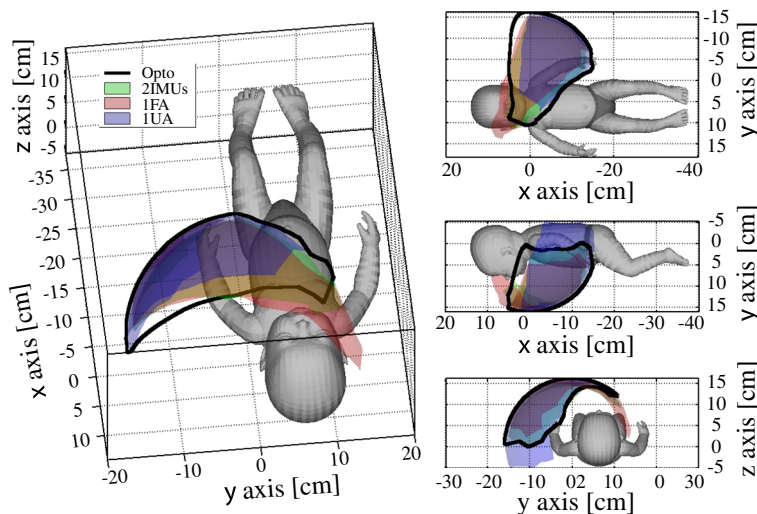 z axis [cm]
15
10
5
0
-5
Opto
2IMUs
1FA
1UA
x axis [cm]
-35
-30
-25
-20
-15
-10
-5
0
5
10
-20 -10 0 10 20
y axis [cm]
-15
-10
-5
0
5
10
15
y axis [cm]
20 0 -20 -40
x axis [cm]
-5
0
5
10
15
y axis [cm]
20 10 0 -10 -20 -30 -40
x axis [cm]
15
10
5
0
-5
z axis [cm]
-30 -20 -10 02 10 0 30
y axis [cm]